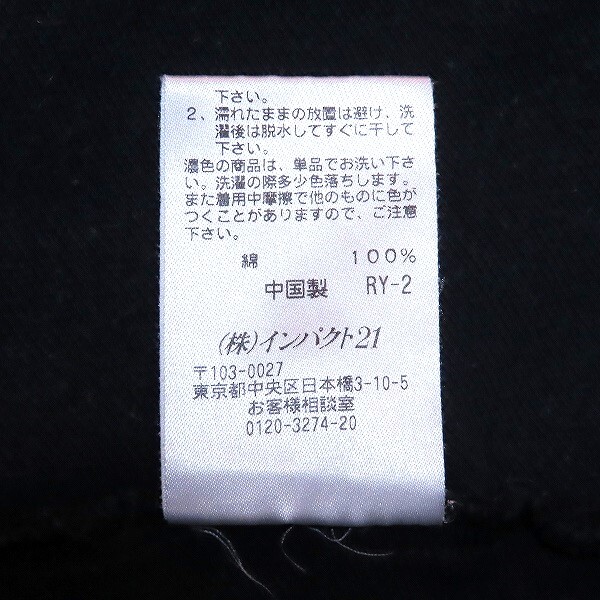 下さい。
2、濡れたままの放置は避け、洗
濯後は脱水してすぐに干して
下さい。
濃色の商品は、単品でお洗い下さ
い。洗濯の際多少色落ちします。
また着用中摩擦で他のものに色が
つくことがありますので、ご注意
下さい。
綿 100%
中国製 RY-2
(株)インパクト21
〒103-0027
東京都中央区日本橋3-10-5
お客様相談室
0120-3274-20